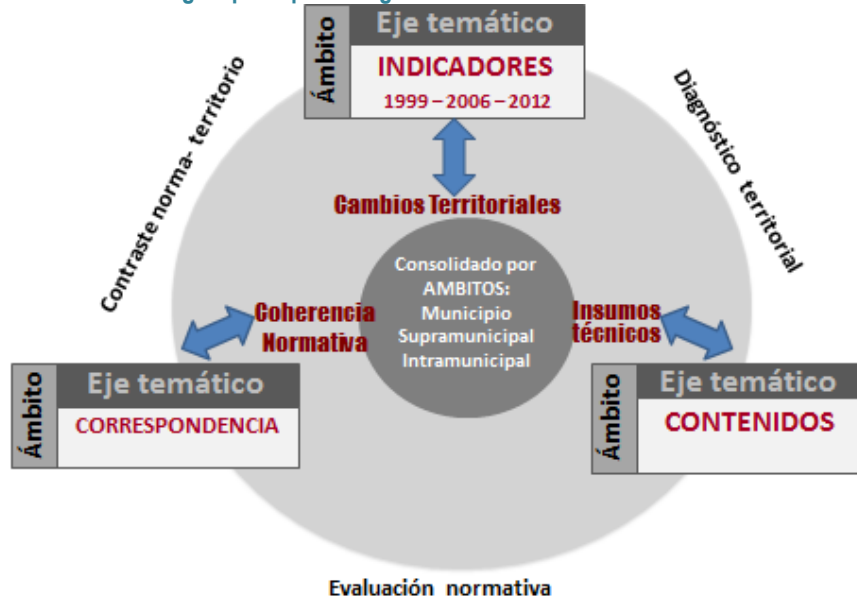 Ámbito
Eje temático
INDICADORES
1999 – 2006 – 2012
Contraste norma- territorio
Diagnóstico territorial
Cambios Territoriales
Consolidado por
AMBITOS:
Municipio
Supramunicipal
Intramunicipal
Coherencia
Normativa
Insumos
técnicos
Ámbito
Eje temático
CORRESPONDENCIA
Ámbito
Eje temático
CONTENIDOS
Evaluación normativa